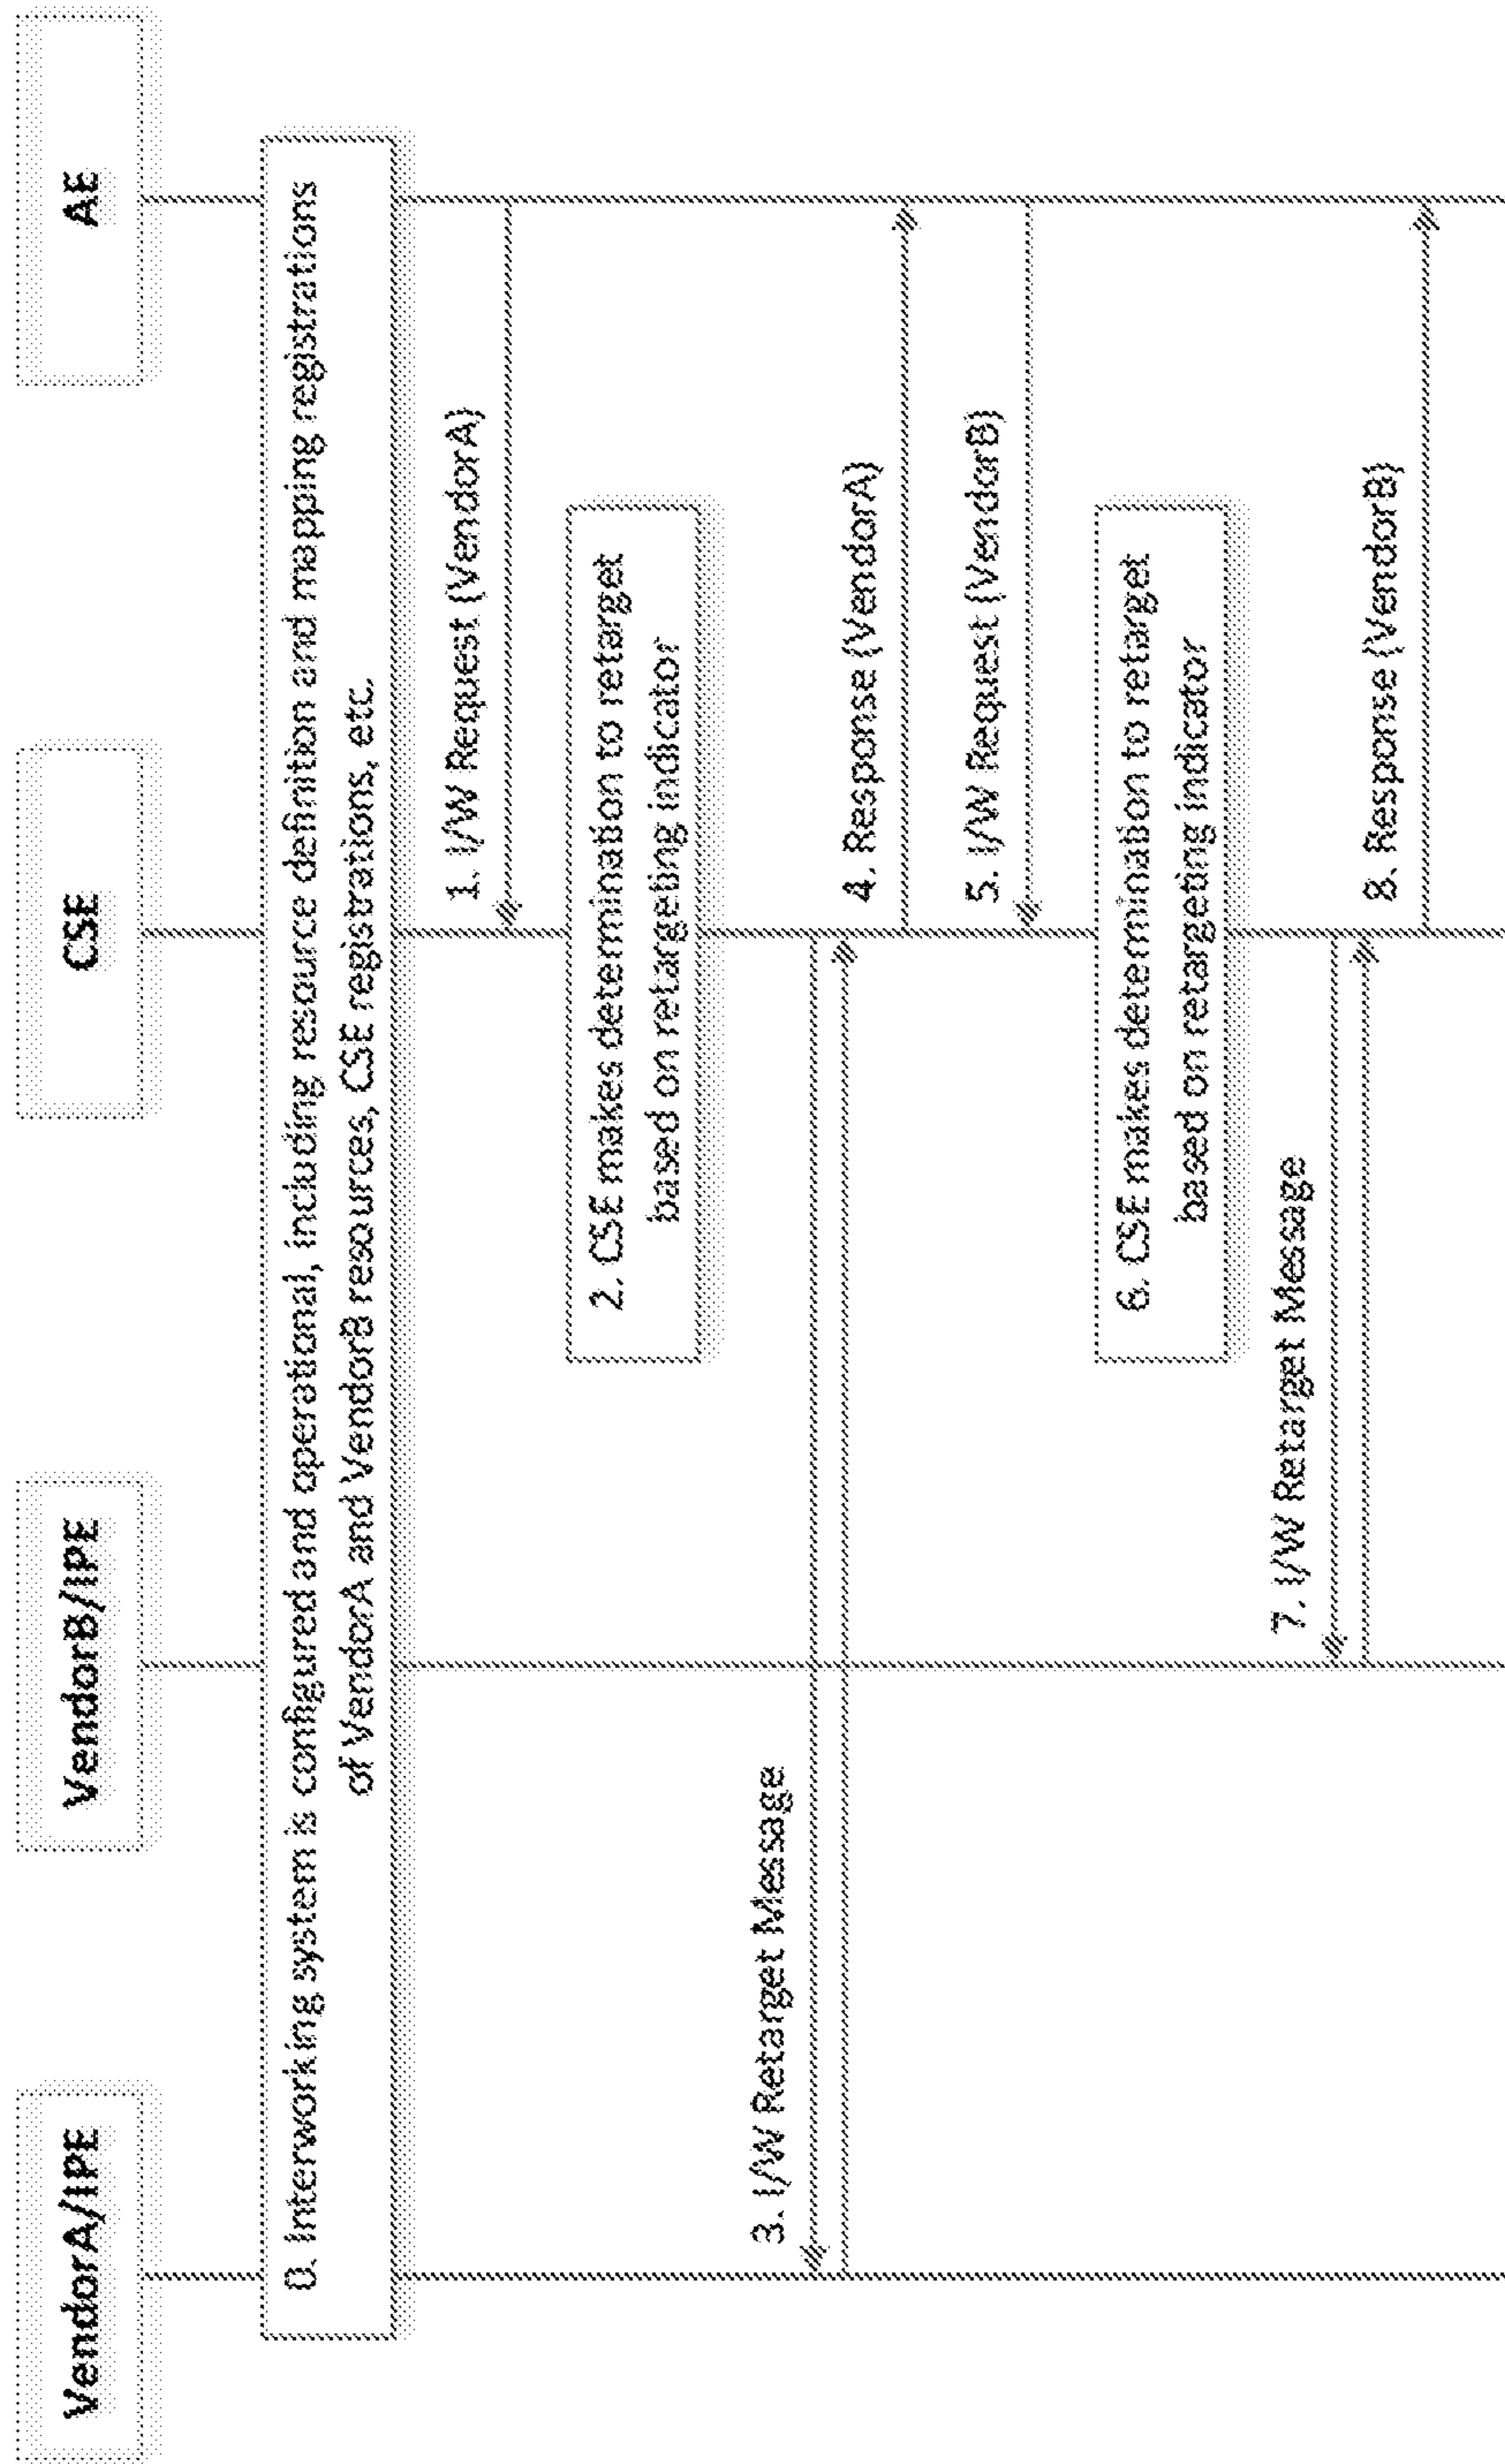 VendorA/IPE
VendorB/IPE
CSE
AE
0. Interworking system is configured and operational, including resource definition and mapping registrations
of VendorA and VendorB resources, CSE registrations, etc.
1. I/W Request (VendorA)
2. CSE makes determination to retarget
based on retargeting indicator
3. I/W Retarget Message
4. Response (VendorA)
5. I/W Request (VendorB)
6. CSE makes determination to retarget
based on retargeting indicator
7. I/W Retarget Message
8. Response (VendorB)